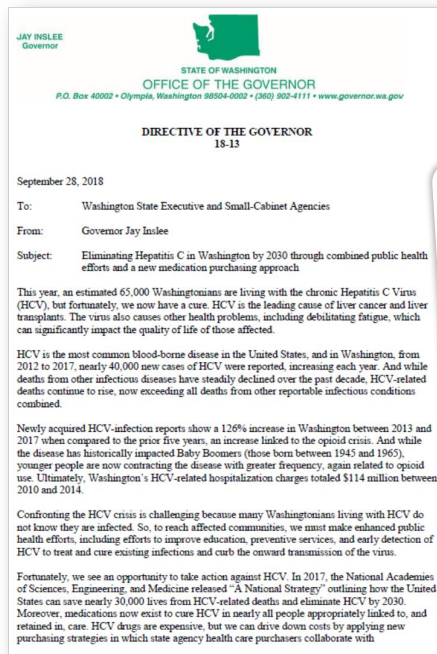 JAY INSLEE
Governor
STATE OF WASHINGTON
OFFICE OF THE GOVERNOR
P.O. Box 40002 • Olympia, Washington 98504-0002 • (360) 902-4111 • www.governor.wa.gov
DIRECTIVE OF THE GOVERNOR
18-13
September 28, 2018
To: Washington State Executive and Small-Cabinet Agencies
From: Governor Jay Inslee
Subject: Eliminating Hepatitis C in Washington by 2030 through combined public health
efforts and a new medication purchasing approach
This year, an estimated 65,000 Washingtonians are living with the chronic Hepatitis C Virus
(HCV), but fortunately, we now have a cure. HCV is the leading cause of liver cancer and liver
transplants. The virus also causes other health problems, including debilitating fatigue, which
can significantly impact the quality of life of those affected.
HCV is the most common blood-borne disease in the United States, and in Washington, from
2012 to 2017, nearly 40,000 new cases of HCV were reported, increasing each year. And while
deaths from other infectious diseases have steadily declined over the past decade, HCV-related
deaths continue to rise, now exceeding all deaths from other reportable infectious conditions
combined.
Newly acquired HCV-infection reports show a 126% increase in Washington between 2013 and
2017 when compared to the prior five years, an increase linked to the opioid crisis. And while
the disease has historically impacted Baby Boomers (those born between 1945 and 1965),
younger people are now contracting the disease with greater frequency, again related to opioid
use. Ultimately, Washington's HCV-related hospitalization charges totaled $114 million between
2010 and 2014.
Confronting the HCV crisis is challenging because many Washingtonians living with HCV do
not know they are infected. So, to reach affected communities, we must make enhanced public
health efforts, including efforts to improve education, preventive services, and early detection of
HCV to treat and cure existing infections and curb the onward transmission of the virus.
Fortunately, we see an opportunity to take action against HCV. In 2017, the National Academies
of Sciences, Engineering, and Medicine released "A National Strategy" outlining how the United
States can save nearly 30,000 lives from HCV-related deaths and eliminate HCV by 2030.
Moreover, medications now exist to cure HCV in nearly all people appropriately linked to, and
retained in, care. HCV drugs are expensive, but we can drive down costs by applying new
purchasing strategies in which state agency health care purchasers collaborate with